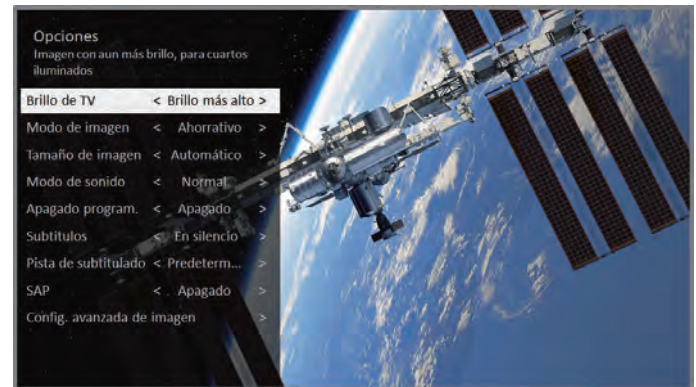 Opciones
Imagen con aun más brillo, para cuartos
iluminados
Brillo de TV < Brillo más alto >
Modo de imagen < Ahorrativo >
Tamaño de imagen < Automático >
Modo de sonido < Normal >
Apagado program. < Apagado >
Subtitulos < En silencio >
Pista de subtitulado < Predeterm... >
SAP < Apagado >
Config. avanzada de imagen >